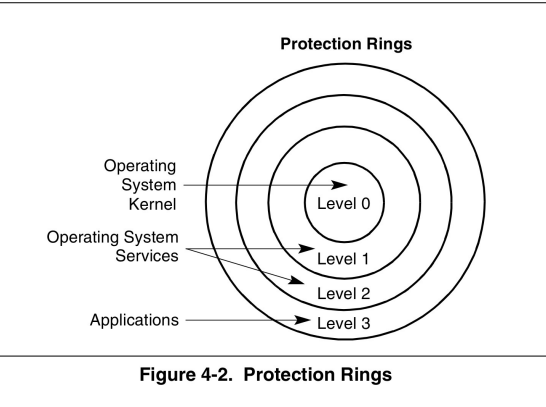 Protection Rings
Operating
System
Kernel
Level 0
Operating System
Services
Level 1
Level 2
Applications
Level 3
Figure 4-2. Protection Rings